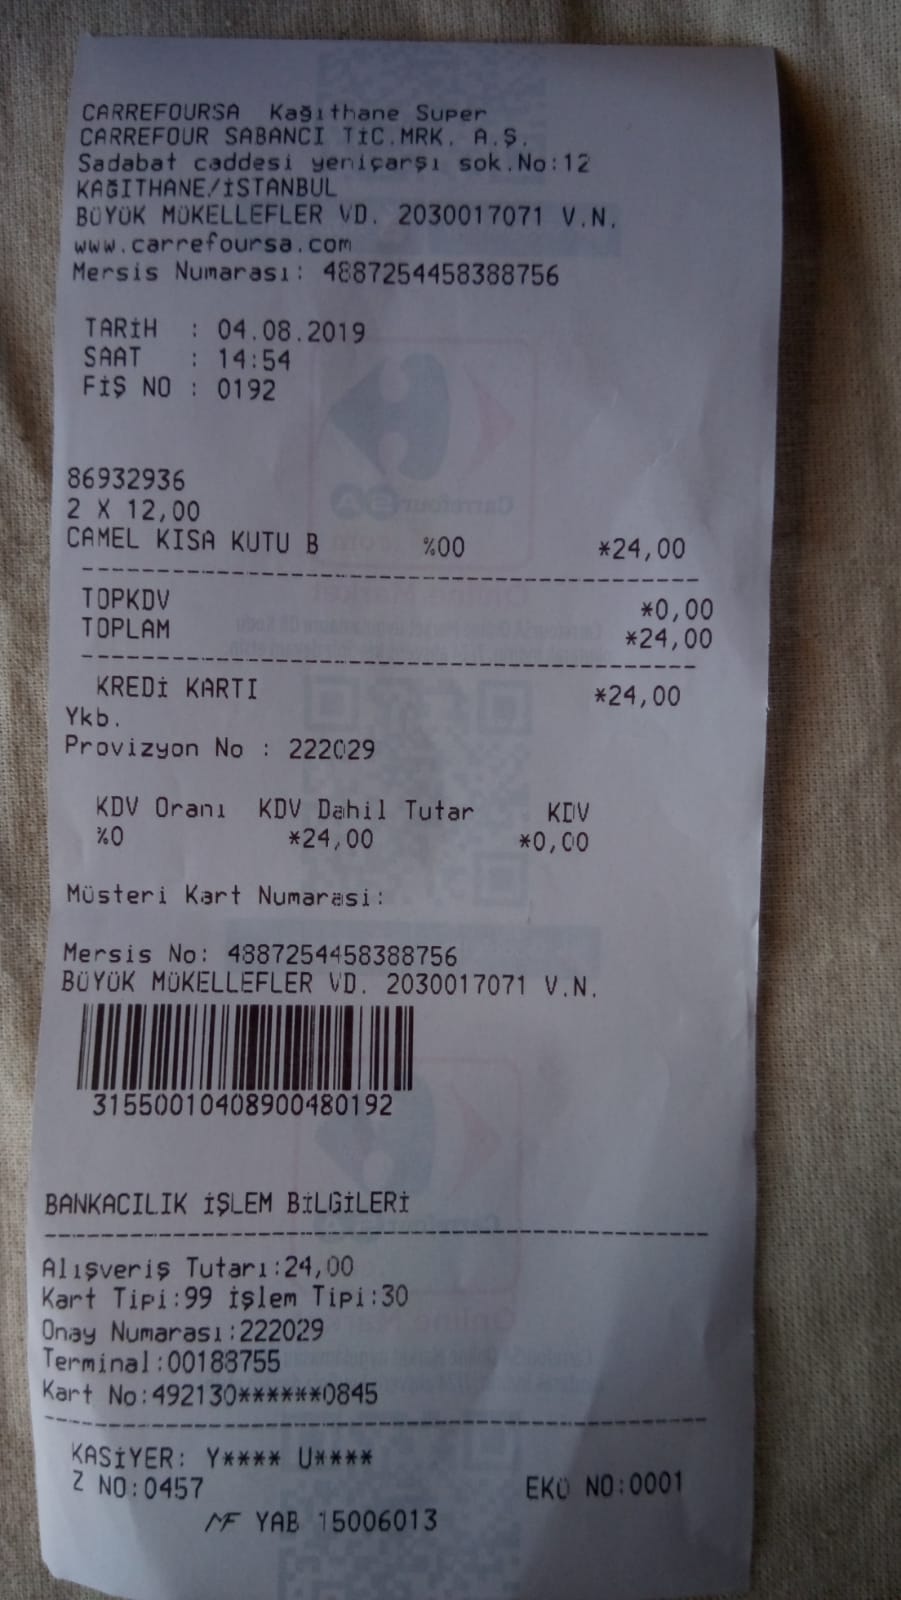 CARREFOURSA Kağıthane Super
CARREFOUR SABANCI TİC.MRK. A.Ş.
Sadabat caddesi yeniçarşı sok.No:12
KAĞITHANE/İSTANBUL
BÜYÜK MÜKELLEFLER VD. 2030017071 V.N.
www.carrefoursa.com
Mersis Numarası: 4887254458388756
TARİH : 04.08.2019
SAAT : 14:54
FİŞ NO : 0192
86932936
2 X 12,00
CAMEL KISA KUTU B %00 *24,00
TOPKDV *0,00
TOPLAM *24,00
KREDİ KARTI *24,00
Ykb.
Provizyon No : 222029
KDV Oranı KDV Dahil Tutar KDV
%0 *24,00 *0,00
Müsteri Kart Numarasi:
Mersis No: 4887254458388756
BÜYÜK MÜKELLEFLER VD. 2030017071 V.N.
31550010408900480192
BANKACILIK İŞLEM BİLGİLERİ
Alışveriş Tutarı:24,00
Kart Tipi:99 İşlem Tipi:30
Onay Numarası:222029
Terminal:00188755
Kart No:492130******0845
KASİYER: Y**** U****
Z NO:0457 EKÜ NO:0001
MF YAB 15006013